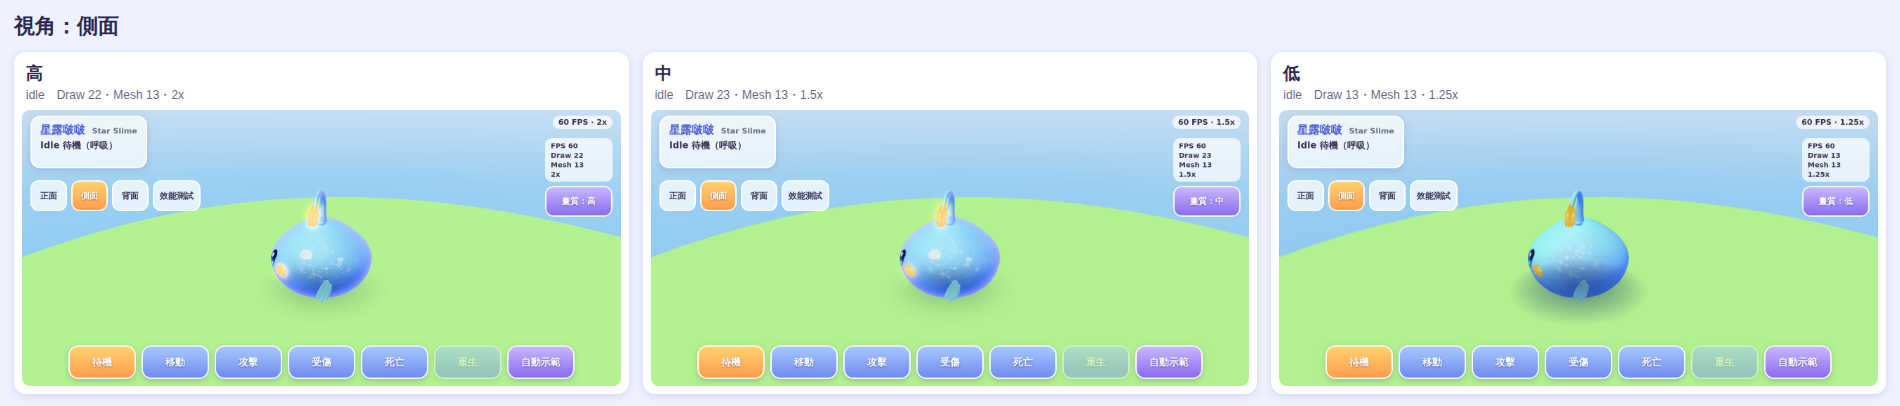 視角：側面
高
idle Draw 22・Mesh 13・2x
星露啵啵 Star Slime
Idle 待機（呼吸）
60 FPS · 2x
FPS 60
Draw 22
Mesh 13
2x
正面 側面 背面 效能測試
畫質：高
待機 移動 攻擊 受傷 死亡 重生 自動示範
中
idle Draw 23・Mesh 13・1.5x
星露啵啵 Star Slime
Idle 待機（呼吸）
60 FPS · 1.5x
FPS 60
Draw 23
Mesh 13
1.5x
正面 側面 背面 效能測試
畫質：中
待機 移動 攻擊 受傷 死亡 重生 自動示範
低
idle Draw 13・Mesh 13・1.25x
星露啵啵 Star Slime
Idle 待機（呼吸）
60 FPS · 1.25x
FPS 60
Draw 13
Mesh 13
1.25x
正面 側面 背面 效能測試
畫質：低
待機 移動 攻擊 受傷 死亡 重生 自動示範